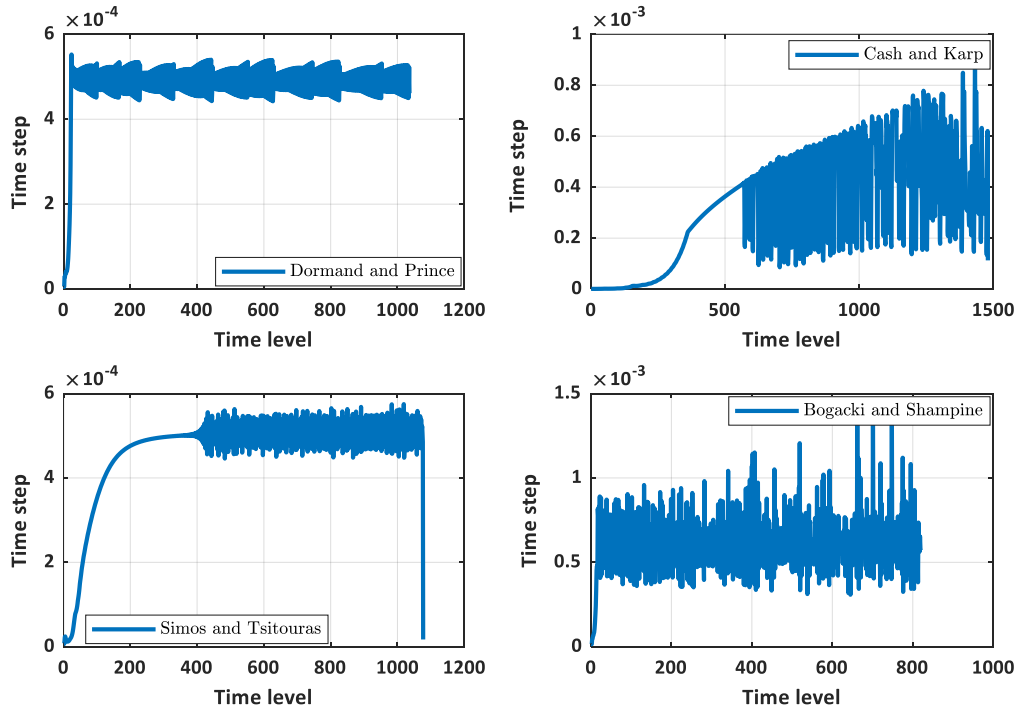 ×10⁻⁴
6
4
2
0
Time step
Dormand and Prince
0 200 400 600 800 1000 1200
Time level
×10⁻³
1
0.8
0.6
0.4
0.2
0
Time step
Cash and Karp
0 500 1000 1500
Time level
×10⁻⁴
6
4
2
0
Time step
Simos and Tsitouras
0 200 400 600 800 1000 1200
Time level
×10⁻³
1.5
1
0.5
0
Time step
Bogacki and Shampine
0 200 400 600 800 1000
Time level